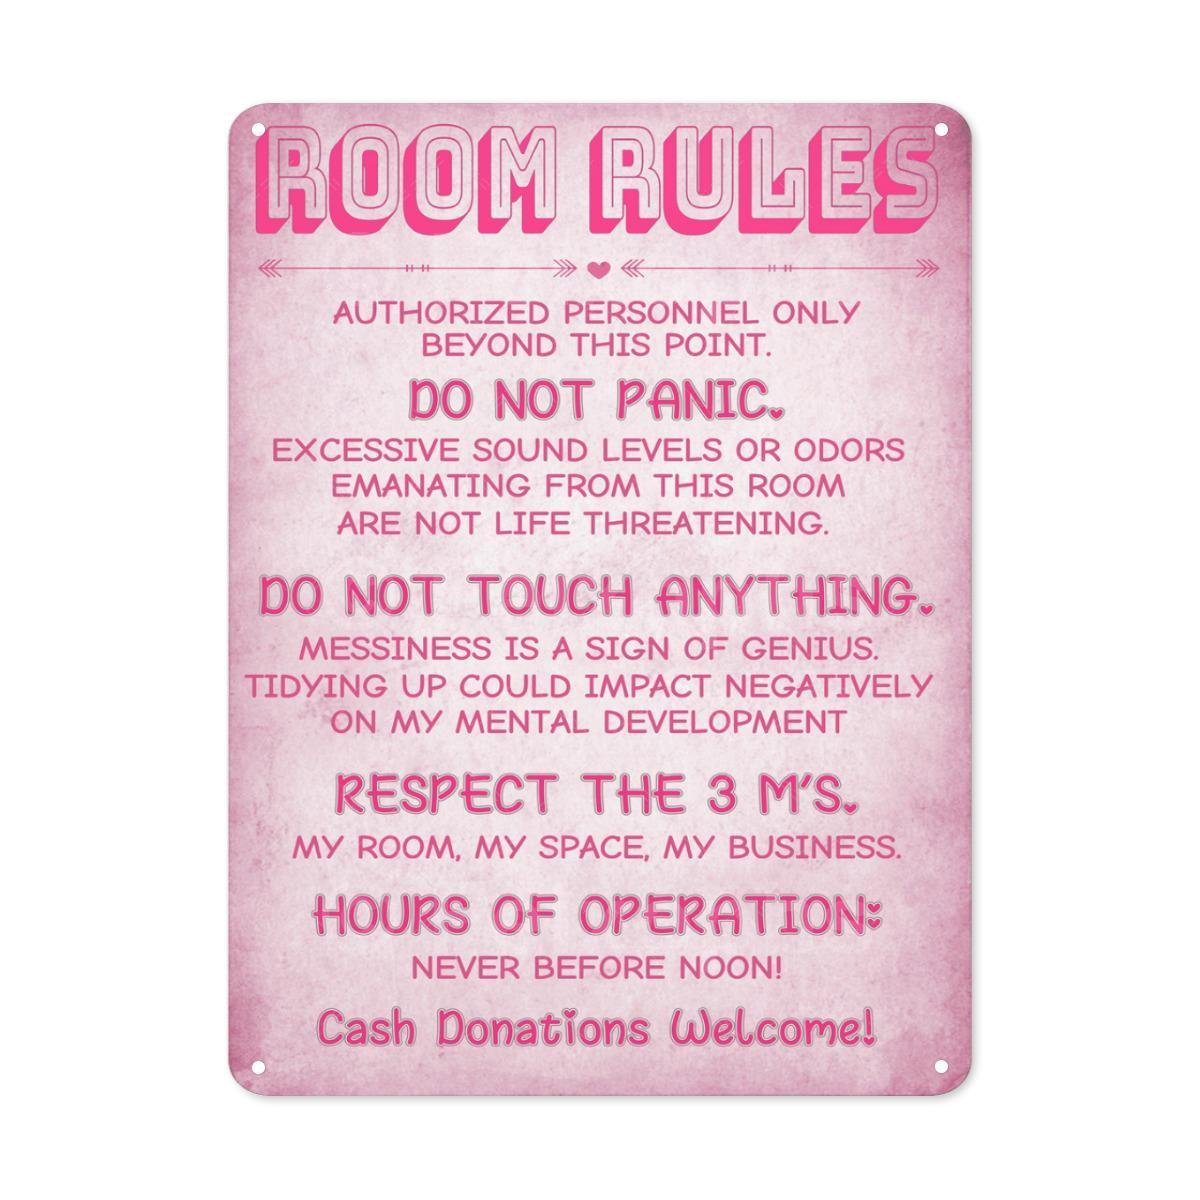 ROOM RULES
AUTHORIZED PERSONNEL ONLY
BEYOND THIS POINT.
DO NOT PANIC.
EXCESSIVE SOUND LEVELS OR ODORS
EMANATING FROM THIS ROOM
ARE NOT LIFE THREATENING.
DO NOT TOUCH ANYTHING.
MESSINESS IS A SIGN OF GENIUS.
TIDYING UP COULD IMPACT NEGATIVELY
ON MY MENTAL DEVELOPMENT
RESPECT THE 3 M'S.
MY ROOM, MY SPACE, MY BUSINESS.
HOURS OF OPERATION:
NEVER BEFORE NOON!
Cash Donations Welcome!